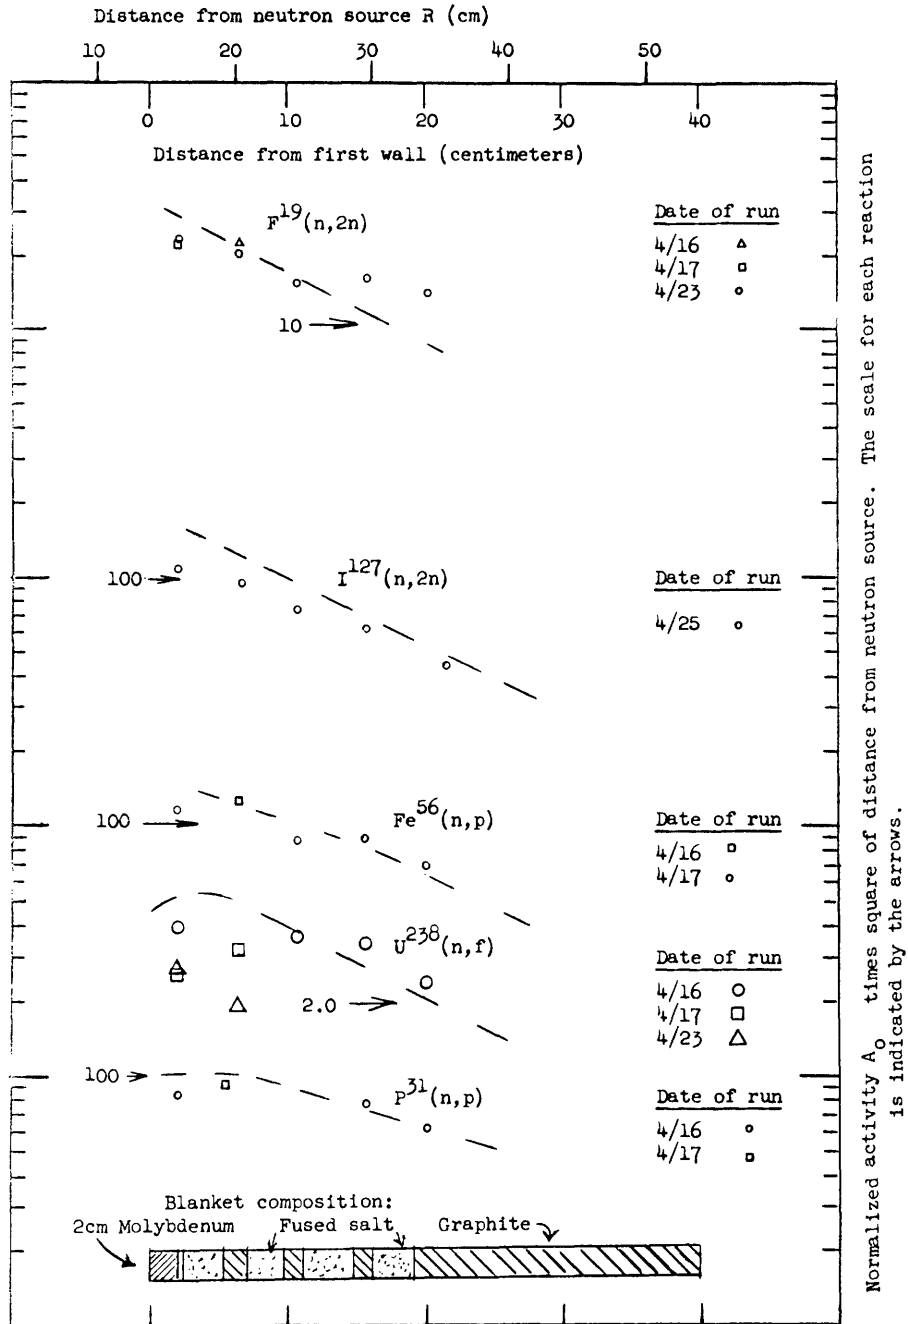 Distance from neutron source R (cm)
10 20 30 40 50
0 10 20 30 40
Distance from first wall (centimeters)
F19(n,2n)
Date of run
4/16 △
4/17 □
4/23 ○
10
100
I127(n,2n)
Date of run
4/25 ○
100
Fe56(n,p)
Date of run
4/16 □
4/17 ○
U238(n,f)
2.0
Date of run
4/16 ○
4/17 □
4/23 △
100
P31(n,p)
Date of run
4/16 ○
4/17 □
Blanket composition:
2cm Molybdenum Fused salt Graphite
Normalized activity Ao times square of distance from neutron source. The scale for each reaction
is indicated by the arrows.